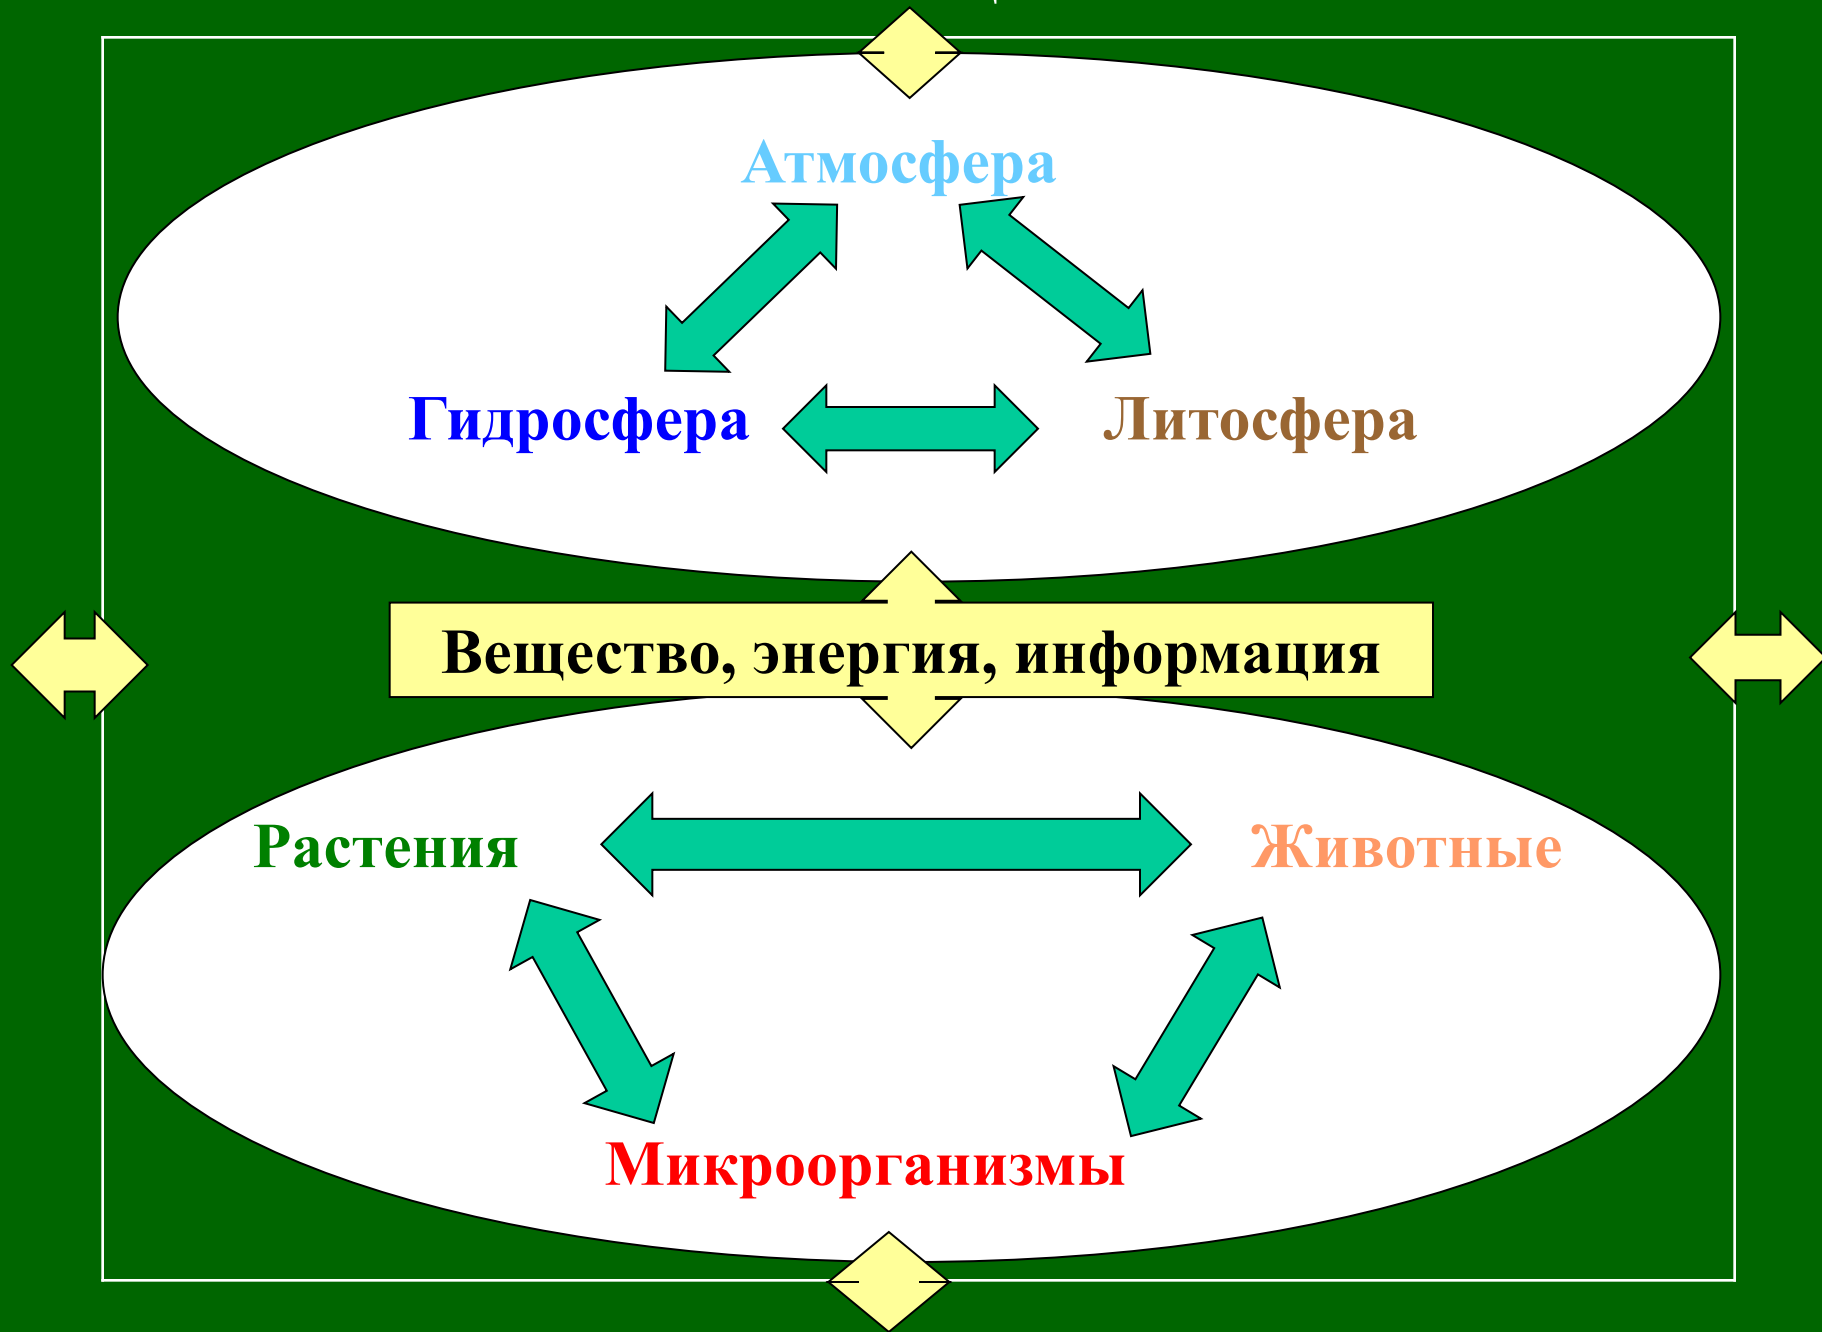 Атмосфера
Гидросфера Литосфера
Вещество, энергия, информация
Растения Животные
Микроорганизмы